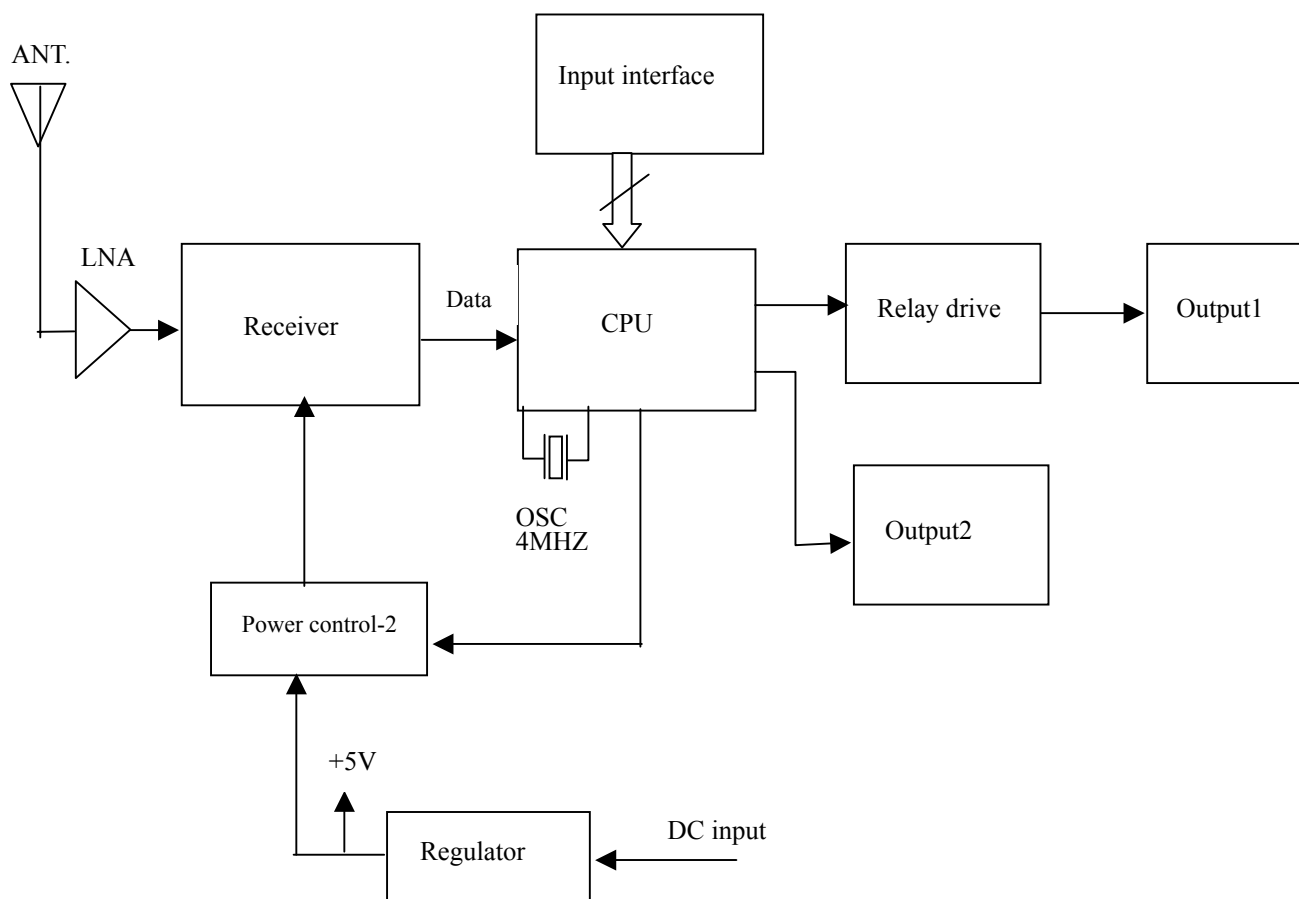 ANT.
Input interface
LNA
Receiver
Data
CPU
Relay drive
Output1
OSC
4MHZ
Output2
Power control-2
+5V
Regulator
DC input